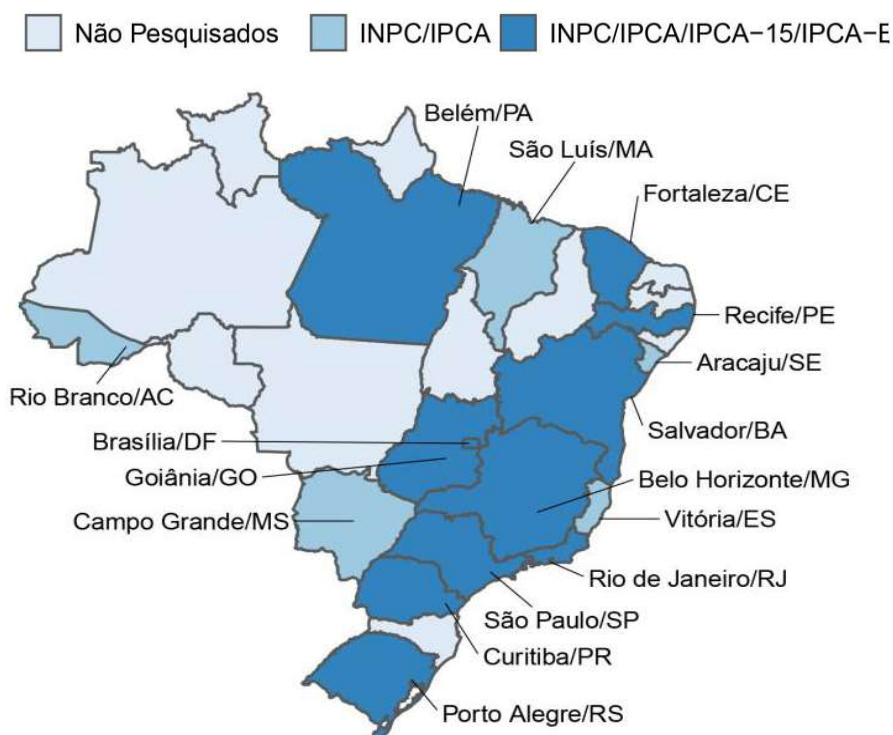 Não Pesquisados
INPC/IPCA
INPC/IPCA/IPCA-15/IPCA-E
Belém/PA
São Luís/MA
Fortaleza/CE
Recife/PE
Aracaju/SE
Rio Branco/AC
Salvador/BA
Brasília/DF
Goiânia/GO
Belo Horizonte/MG
Campo Grande/MS
Vitória/ES
Rio de Janeiro/RJ
São Paulo/SP
Curitiba/PR
Porto Alegre/RS